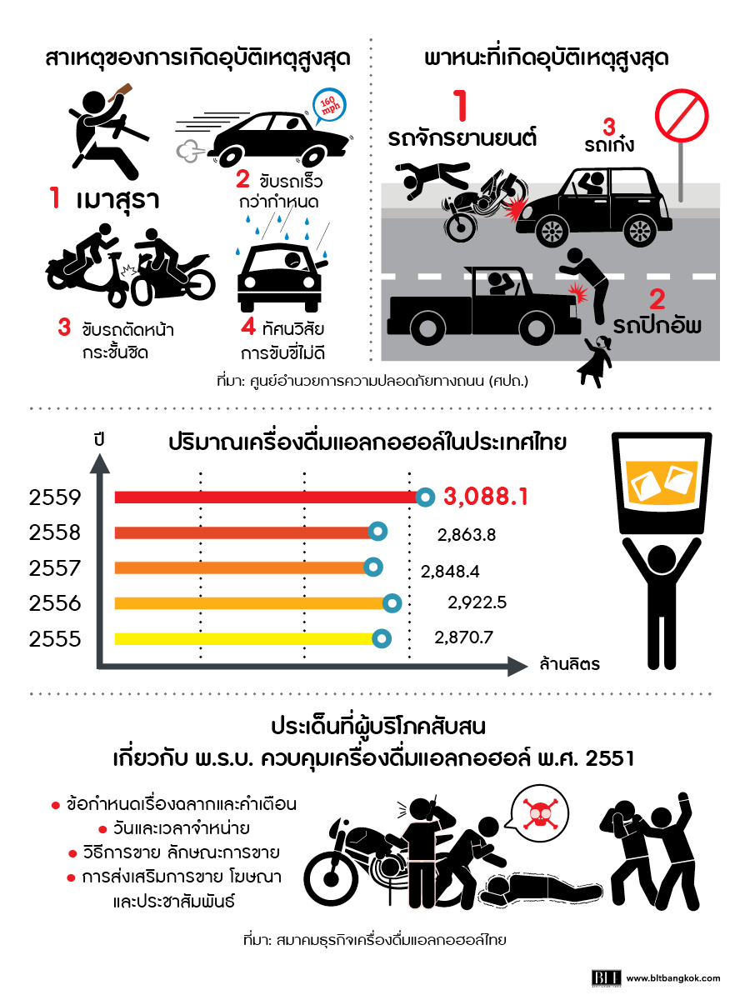 สาเหตุของการเกิดอุบัติเหตุสูงสุด
160
mph
1 เมาสุรา
2 ขับรถเร็ว
กว่ากำหนด
3 ขับรถตัดหน้า
กระชั้นชิด
4 ทัศนวิสัย
การขับขี่ไม่ดี
พาหนะที่เกิดอุบัติเหตุสูงสุด
1
รถจักรยานยนต์
3
รถเก๋ง
2
รถปิกอัพ
ที่มา: ศูนย์อำนวยการความปลอดภัยทางถนน (ศปถ.)
ปริมาณเครื่องดื่มแอลกอฮอล์ในประเทศไทย
ปี
2559 3,088.1
2558 2,863.8
2557 2,848.4
2556 2,922.5
2555 2,870.7
ล้านลิตร
ประเด็นที่ผู้บริโภคสับสน
เกี่ยวกับ พ.ร.บ. ควบคุมเครื่องดื่มแอลกอฮอล์ พ.ศ. 2551
• ข้อกำหนดเรื่องฉลากและคำเตือน
• วันและเวลาจำหน่าย
• วิธีการขาย ลักษณะการขาย
• การส่งเสริมการขาย โฆษณา
และประชาสัมพันธ์
ที่มา: สมาคมธุรกิจเครื่องดื่มแอลกอฮอล์ไทย
BLT www.bltbangkok.com